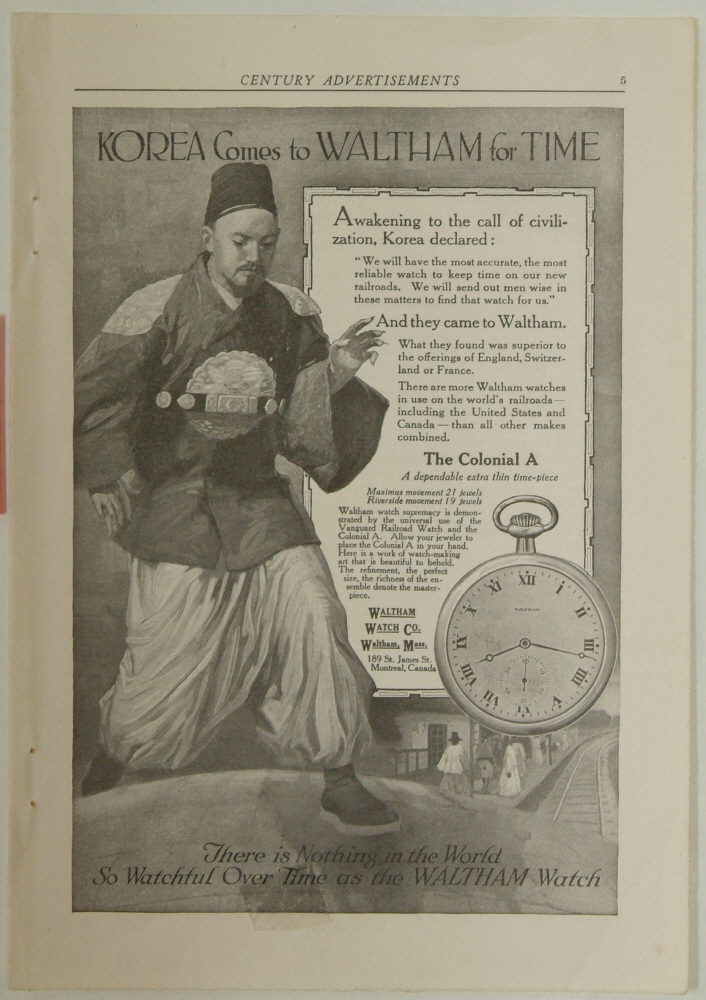 CENTURY ADVERTISEMENTS 5
KOREA Comes to WALTHAM for TIME
Awakening to the call of civili-
zation, Korea declared:
"We will have the most accurate, the most
reliable watch to keep time on our new
railroads. We will send out men wise in
these matters to find that watch for us."
And they came to Waltham.
What they found was superior to
the offerings of England, Switzer-
land or France.
There are more Waltham watches
in use on the world's railroads—
including the United States and
Canada—than all other makes
combined.
The Colonial A
A dependable extra thin time-piece
Maximus movement 21 jewels
Riverside movement 19 jewels
Waltham watch supremacy is demon-
strated by the universal use of the
Vanguard Railroad Watch and the
Colonial A. Allow your jeweler to
place the Colonial A in your hand.
Here is a work of watch-making
art that is beautiful to behold.
The refinement, the perfect
size, the richness of the en-
semble denote the master-
piece.
WALTHAM
WATCH CO.
Waltham, Mass.
189 St. James St.
Montreal, Canada
XII I II III IIII V VI VII VIII IX X XI
WALTHAM
There is Nothing in the World
So Watchful Over Time as the WALTHAM Watch